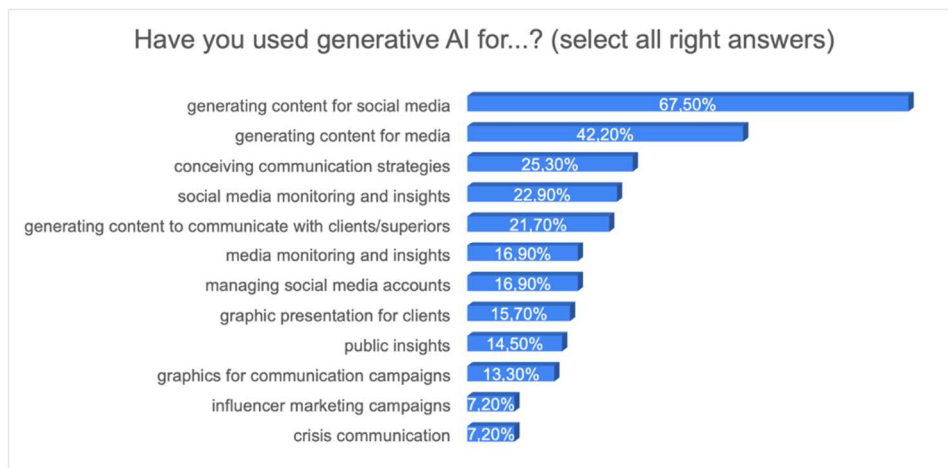 Have you used generative AI for...? (select all right answers)
generating content for social media 67,50%
generating content for media 42,20%
conceiving communication strategies 25,30%
social media monitoring and insights 22,90%
generating content to communicate with clients/superiors 21,70%
media monitoring and insights 16,90%
managing social media accounts 16,90%
graphic presentation for clients 15,70%
public insights 14,50%
graphics for communication campaigns 13,30%
influencer marketing campaigns 7,20%
crisis communication 7,20%